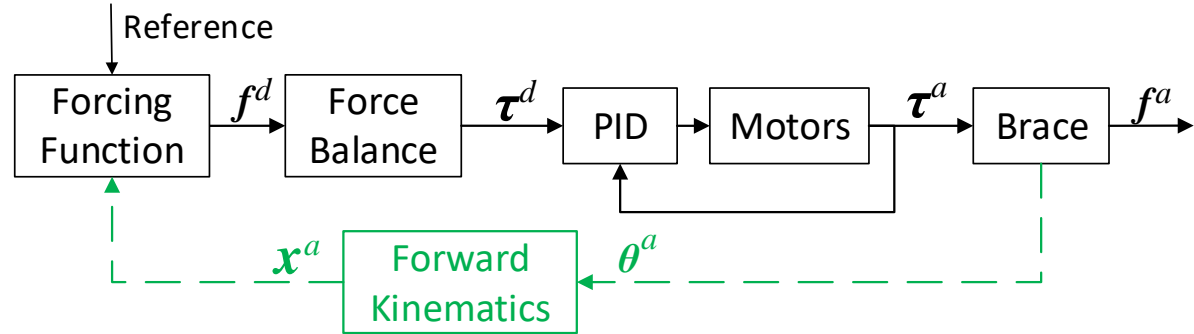 Reference
Forcing
Function
f^d
Force
Balance
τ^d
PID
Motors
τ^a
Brace
f^a
x^a
Forward
Kinematics
θ^a